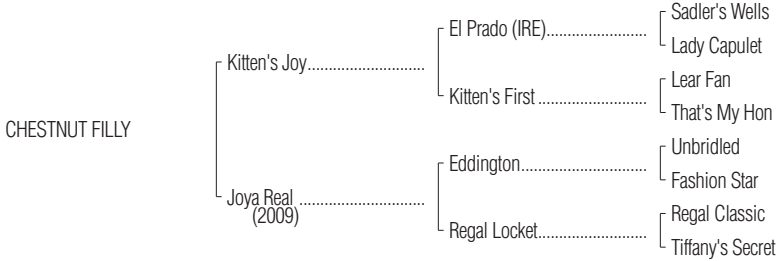 Sadler's Wells
El Prado (IRE)........................
Lady Capulet
Kitten's Joy............................
Lear Fan
Kitten's First ..........................
That's My Hon
CHESTNUT FILLY
Unbridled
Eddington..............................
Fashion Star
Joya Real ..............................
(2009)
Regal Classic
Regal Locket..........................
Tiffany's Secret